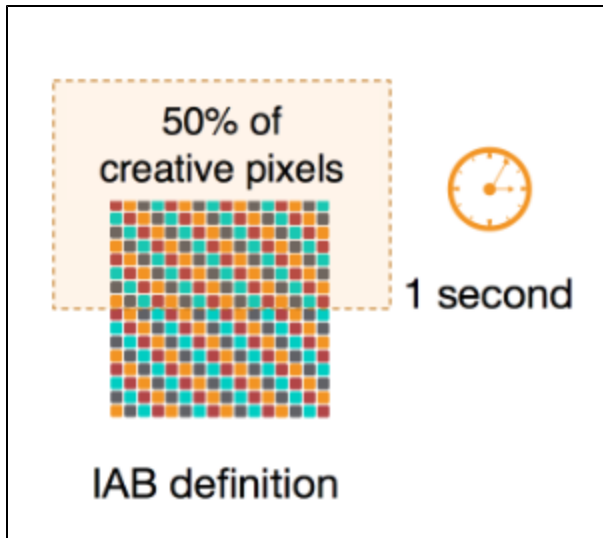 50% of
creative pixels
1 second
IAB definition